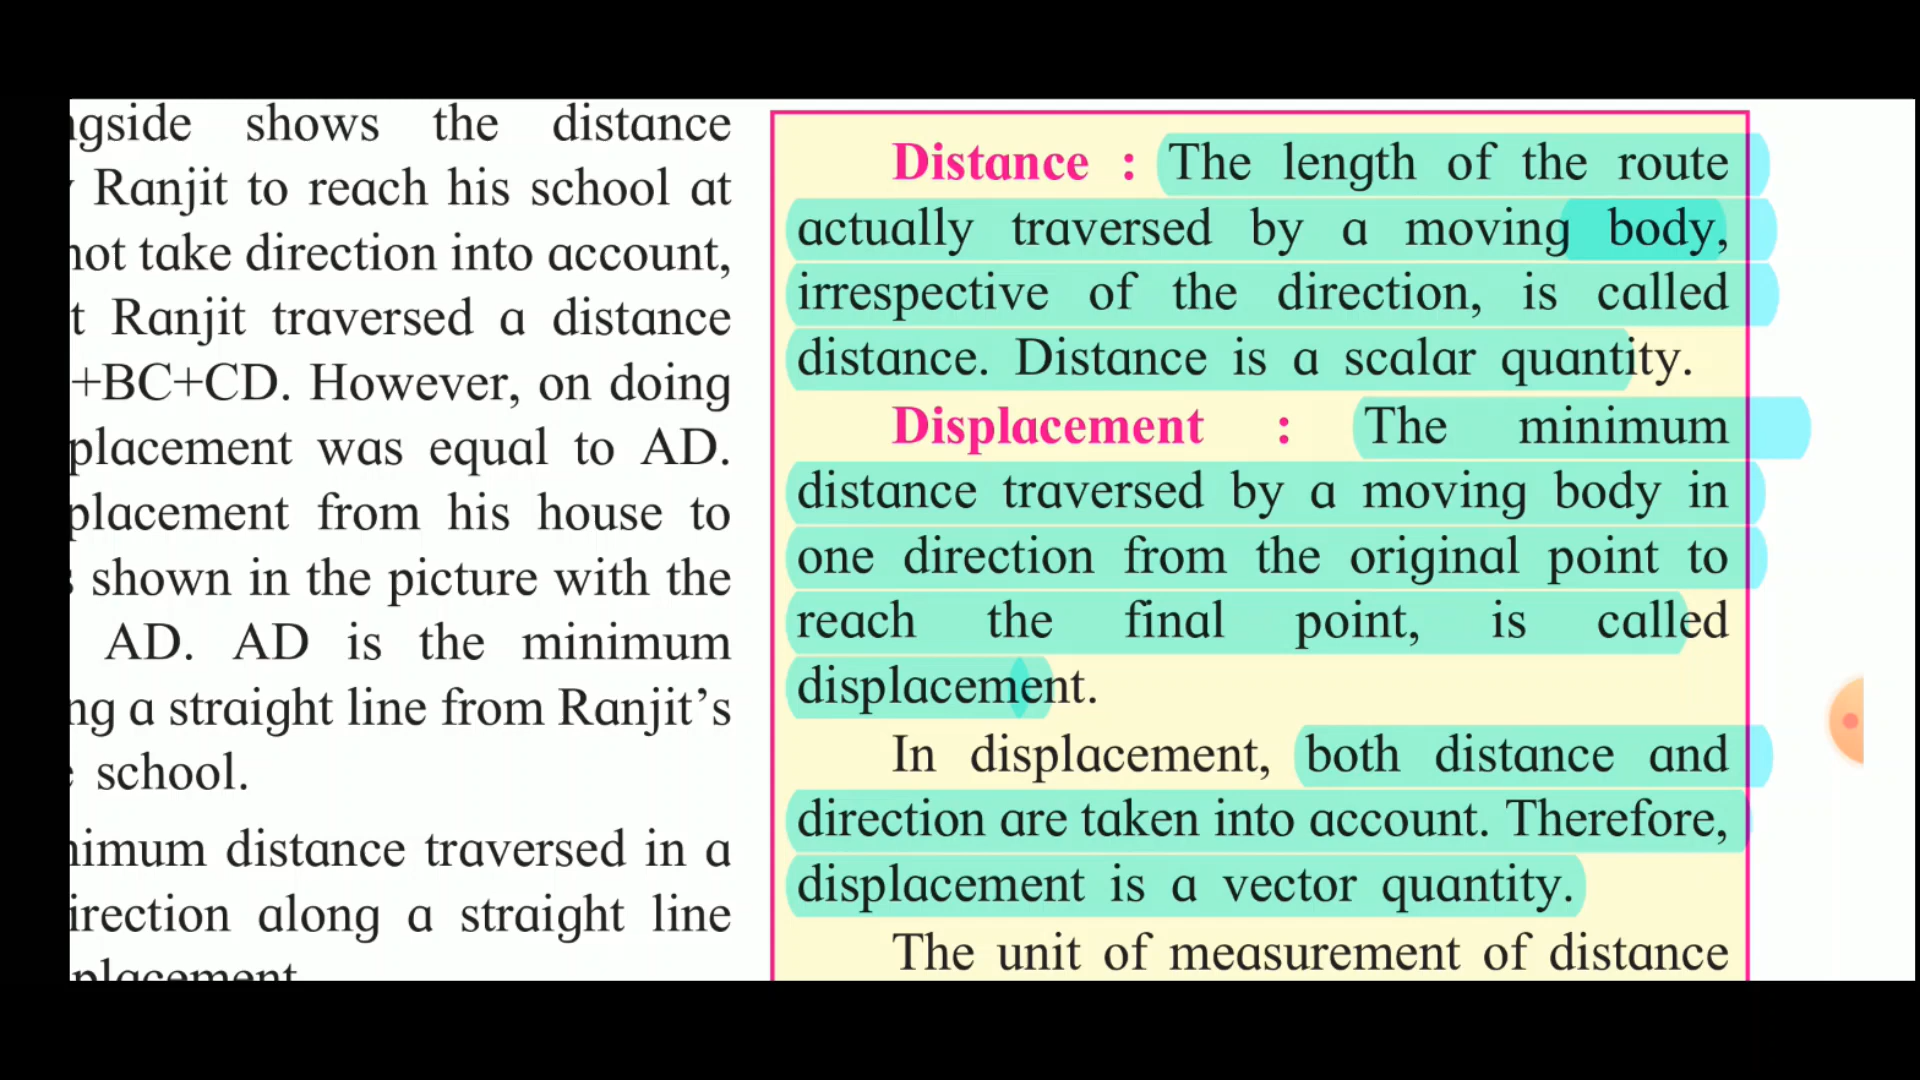 shows the distance
Ranjit to reach his school at
not take direction into account,
Ranjit traversed a distance
+BC+CD. However, on doing
placement was equal to AD.
placement from his house to
shown in the picture with the
AD. AD is the minimum
a straight line from Ranjit’s
school.
distance traversed in a
along a straight line
placement
Distance : The length of the route
actually traversed by a moving body,
irrespective of the direction, is called
distance. Distance is a scalar quantity.
Displacement : The minimum
distance traversed by a moving body in
one direction from the original point to
reach the final point, is called
displacement.
In displacement, both distance and
direction are taken into account. Therefore,
displacement is a vector quantity.
The unit of measurement of distance